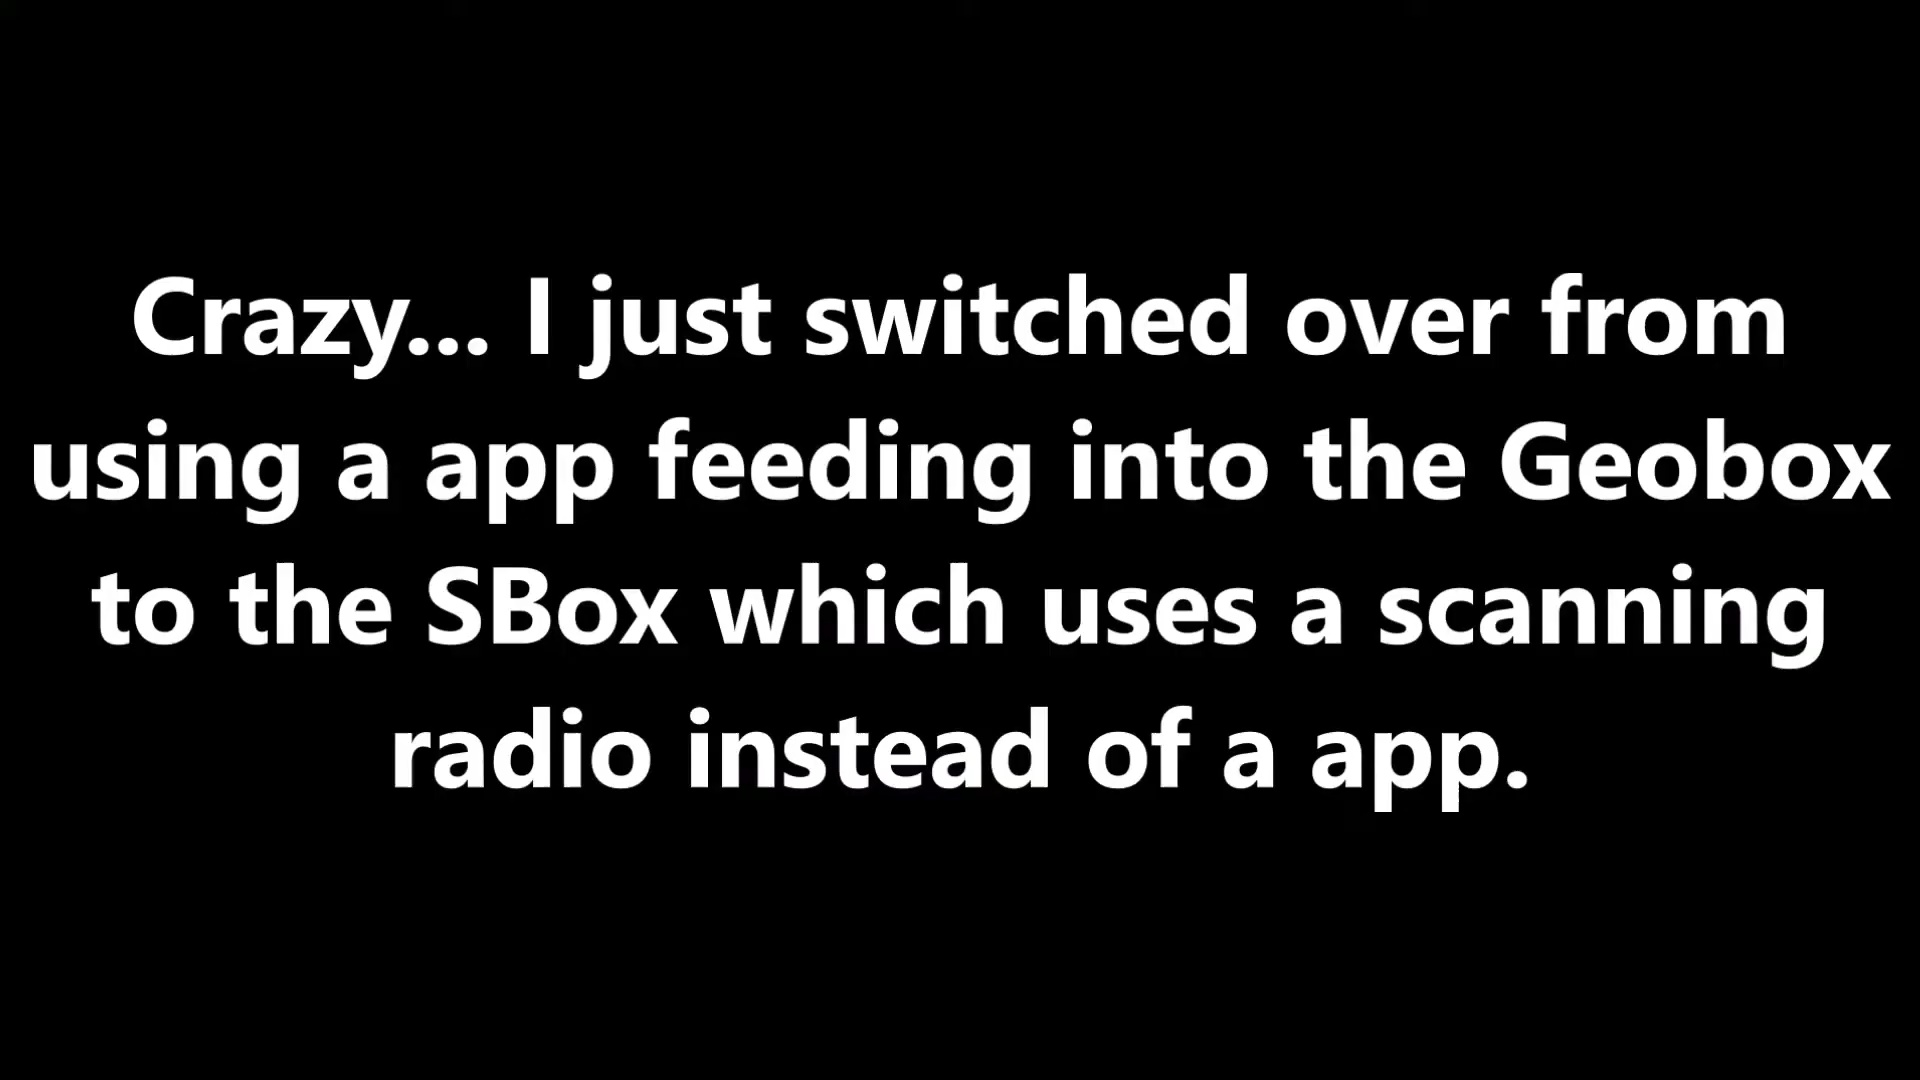 Crazy... I just switched over from
using a app feeding into the Geobox
to the SBox which uses a scanning
radio instead of a app.